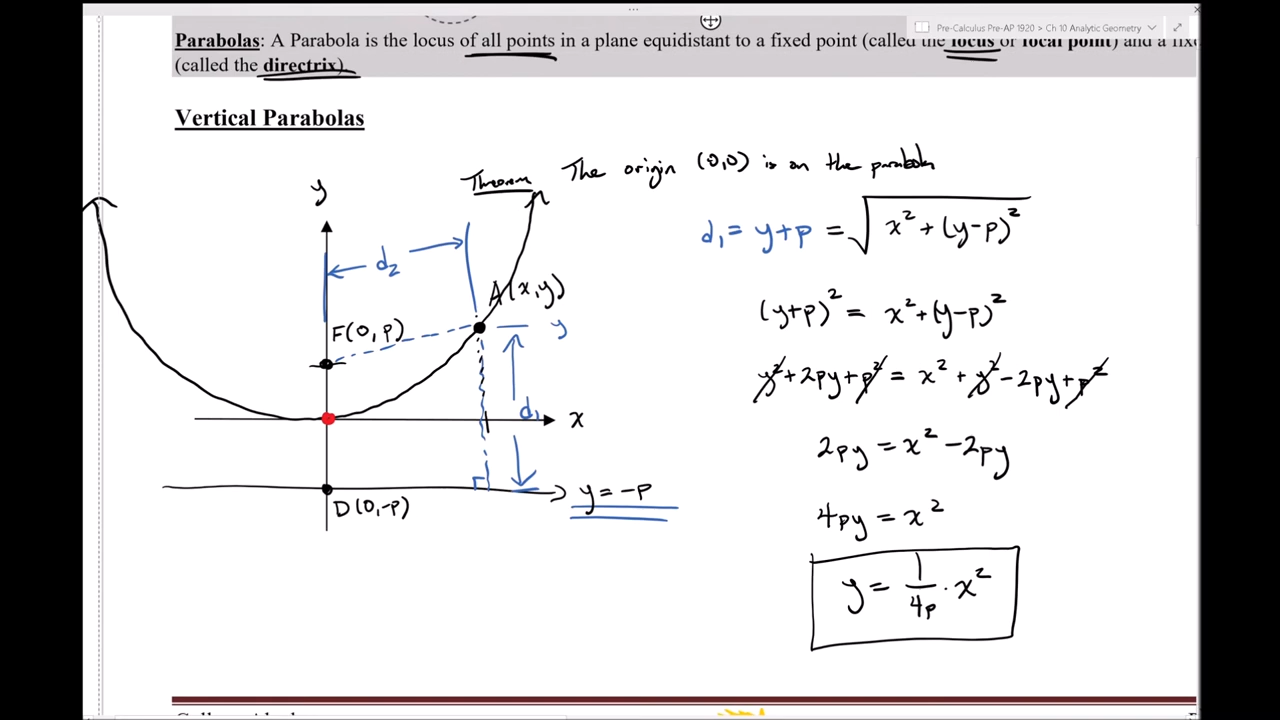 Pre-Calculus Pre-AP 1920 > Ch 10 Analytic Geometry
Parabolas: A Parabola is the locus of all points in a plane equidistant to a fixed point (called the focus or focal point) and a
(called the directrix).
Vertical Parabolas
Theorem The origin (0,0) is on the parabola
y
d₁ = y+p = √(x² + (y-p)²)
d₂
A(x,y)
(y+p)² = x²+(y-p)²
F(0,p)
y
y²+2py+p² = x² + y²-2py+p²
d₁
x
2py = x² -2py
y = -p
D(0,-p)
4py = x²
y = 1/4p · x²